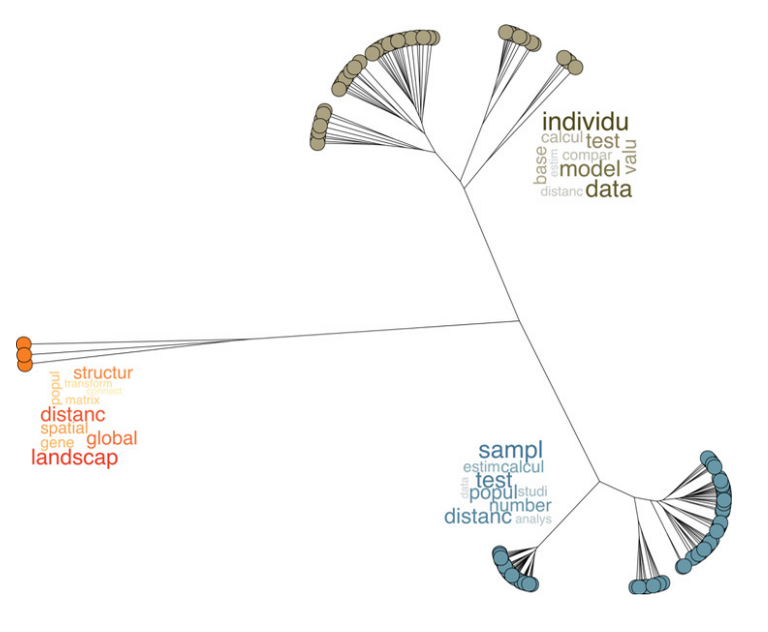 individu
calcul test
base estim compar valu
model
distanc data
structur
popul transform
connect
matrix
distanc
spatial
gene global
landscap
sampl
estim calcul
data test
popul studi
number
distanc analys